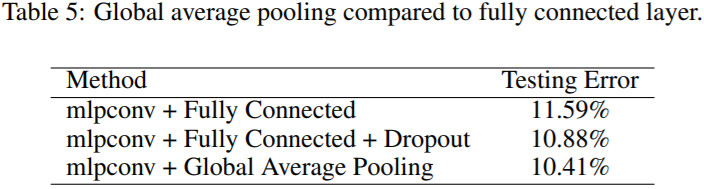 Table 5: Global average pooling compared to fully connected layer.
Method Testing Error
mlpconv + Fully Connected 11.59%
mlpconv + Fully Connected + Dropout 10.88%
mlpconv + Global Average Pooling 10.41%